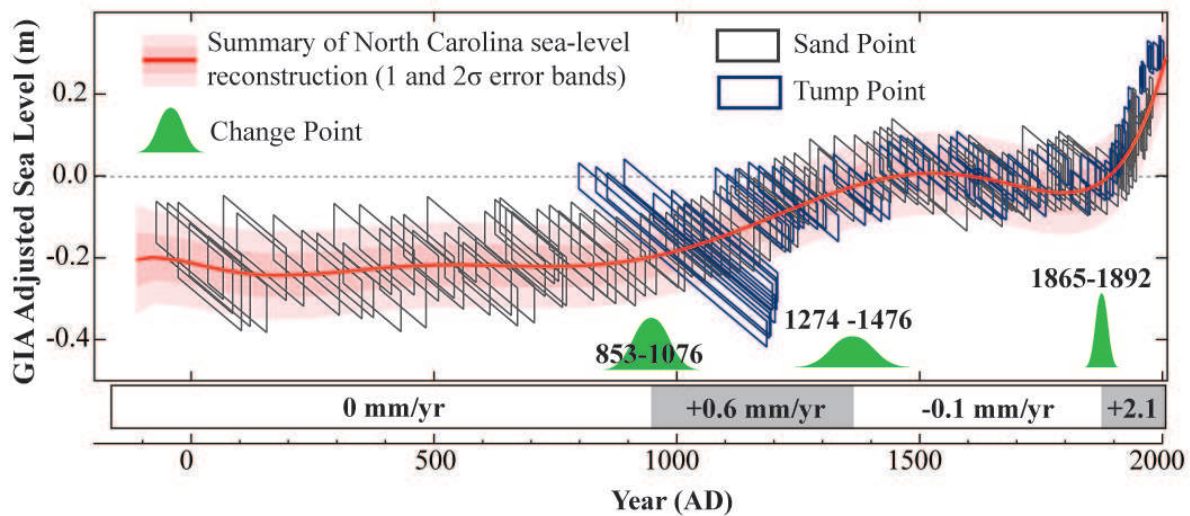 GIA Adjusted Sea Level (m)
Summary of North Carolina sea-level
reconstruction (1 and 2σ error bands)
Change Point
Sand Point
Tump Point
0.2
0.0
-0.2
-0.4
853-1076
1274 -1476
1865-1892
0 mm/yr
+0.6 mm/yr
-0.1 mm/yr
+2.1
0
500
1000
1500
2000
Year (AD)